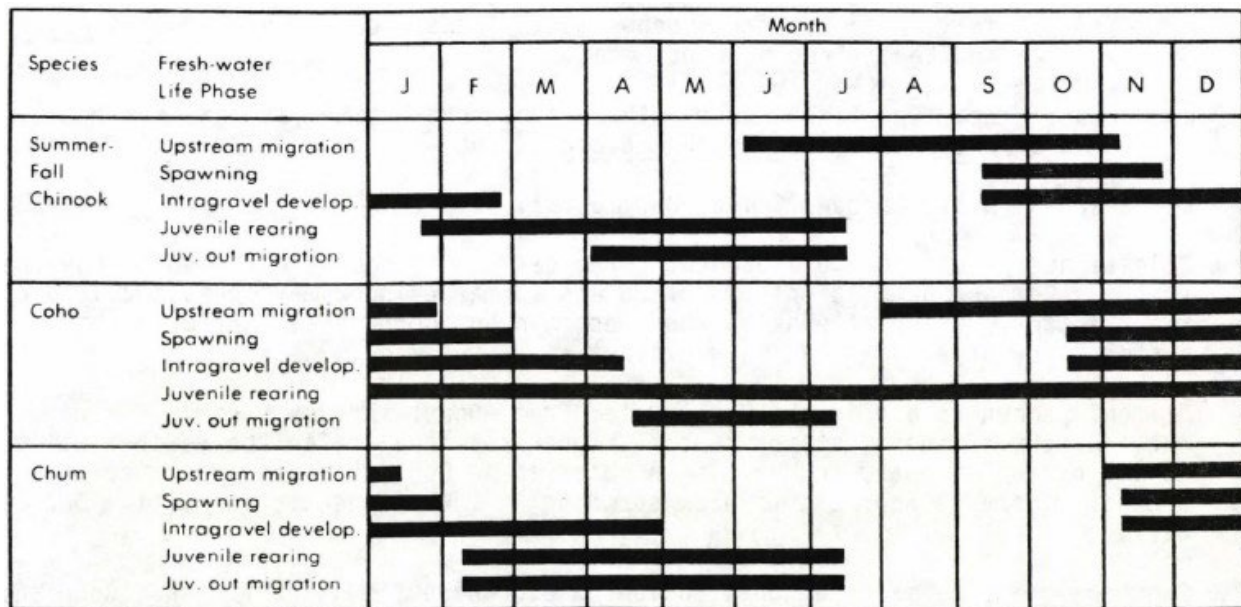 Month
Species Fresh-water
Life Phase
J F M A M J J A S O N D
Summer- Upstream migration
Fall Spawning
Chinook Intragravel develop.
Juvenile rearing
Juv. out migration
Coho Upstream migration
Spawning
Intragravel develop.
Juvenile rearing
Juv. out migration
Chum Upstream migration
Spawning
Intragravel develop.
Juvenile rearing
Juv. out migration